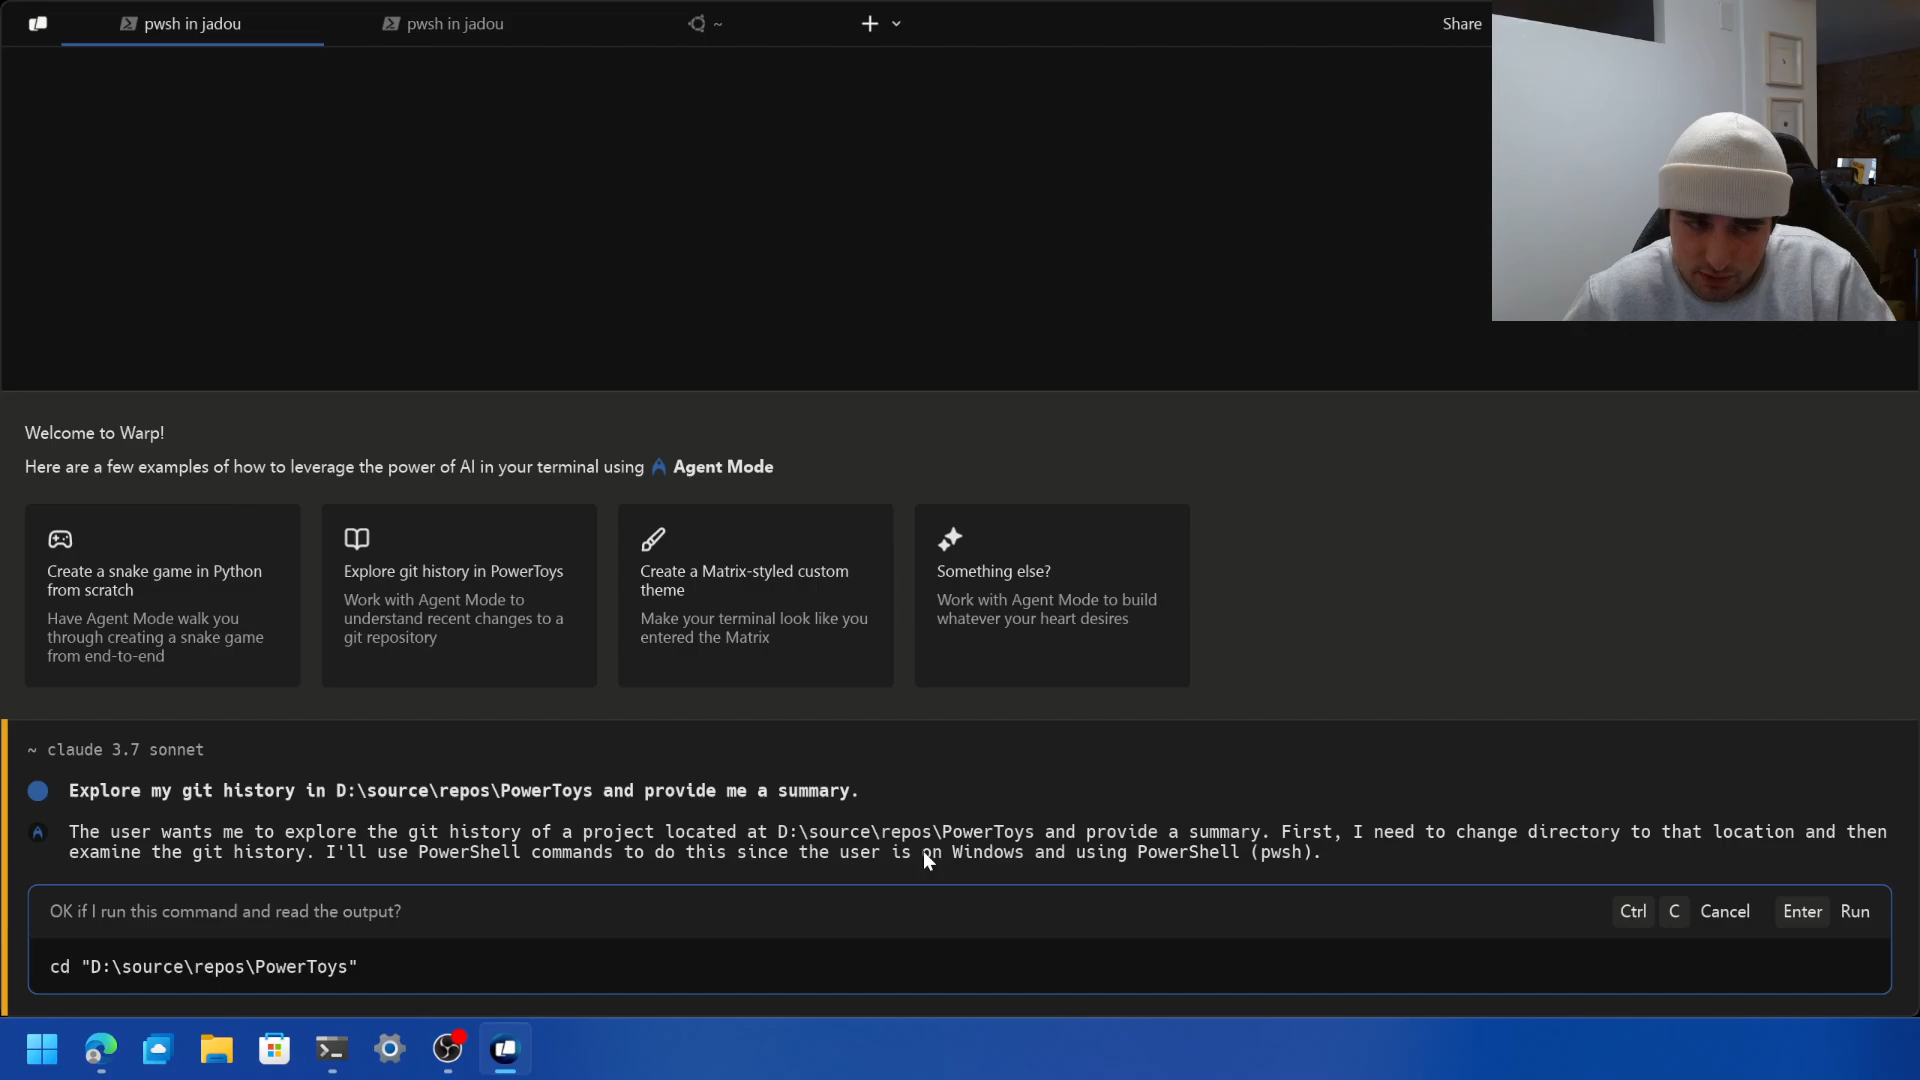 pwsh in jadou
pwsh in jadou
~
Share
Welcome to Warp!
Here are a few examples of how to leverage the power of AI in your terminal using Agent Mode
Create a snake game in Python
from scratch
Have Agent Mode walk you
through creating a snake game
from end-to-end
Explore git history in PowerToys
Work with Agent Mode to
understand recent changes to a
git repository
Create a Matrix-styled custom
theme
Make your terminal look like you
entered the Matrix
Something else?
Work with Agent Mode to build
whatever your heart desires
~ claude 3.7 sonnet
Explore my git history in D:\source\repos\PowerToys and provide me a summary.
The user wants me to explore the git history of a project located at D:\source\repos\PowerToys and provide a summary. First, I need to change directory to that location and then
examine the git history. I'll use PowerShell commands to do this since the user is on Windows and using PowerShell (pwsh).
OK if I run this command and read the output?
Ctrl C Cancel Enter Run
cd "D:\source\repos\PowerToys"